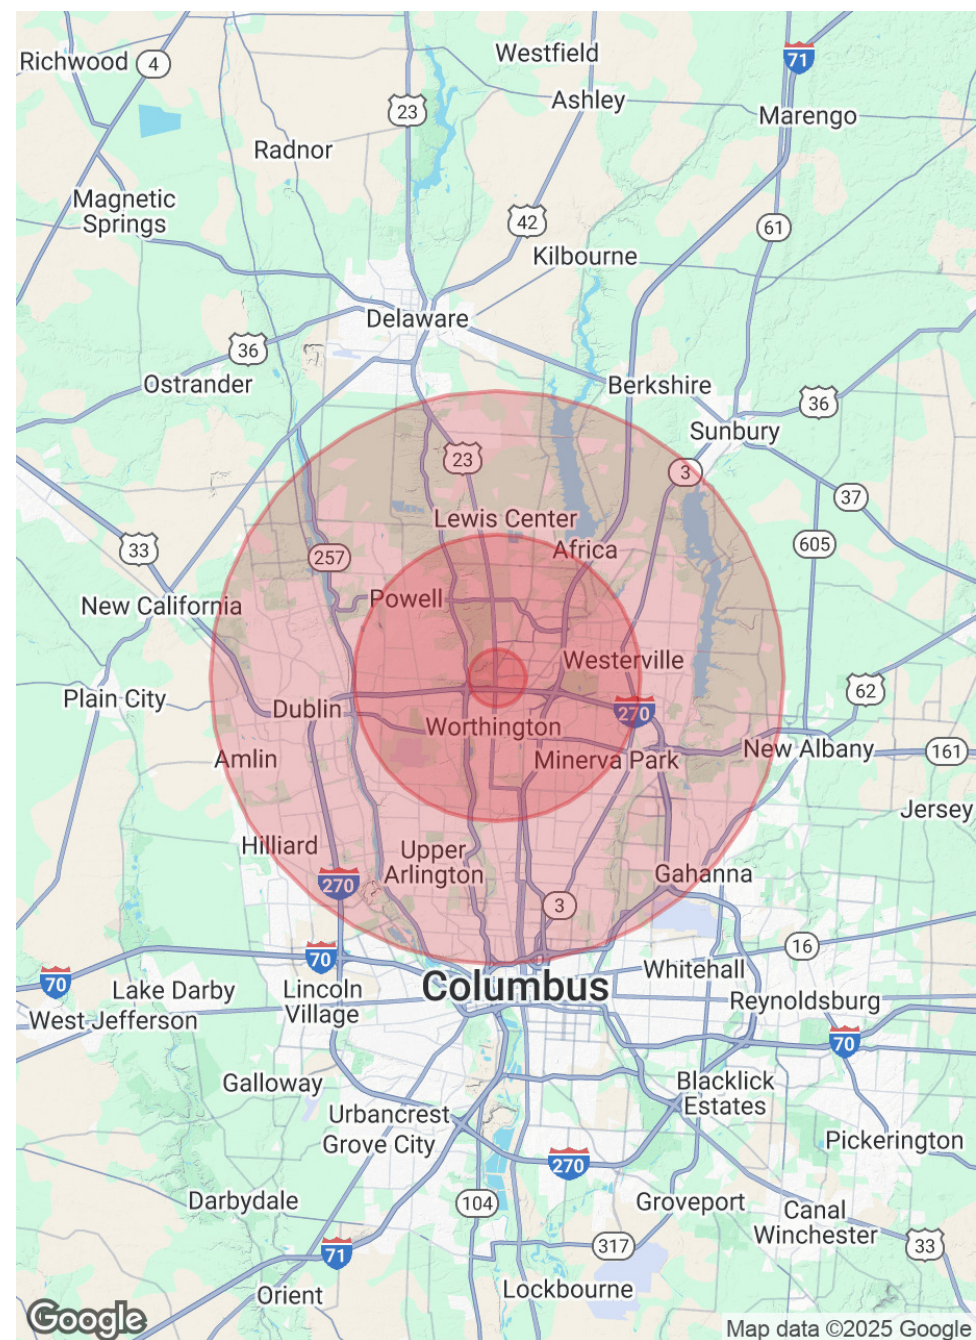 Richwood
4
Westfield
71
23
Ashley
Marengo
Radnor
Magnetic
Springs
42
61
Kilbourne
Delaware
36
Ostrander
Berkshire
36
Sunbury
23
3
37
Lewis Center
33
257
Africa
605
New California
Powell
Westerville
62
Plain City
Dublin
270
Worthington
New Albany
161
Amlin
Minerva Park
Jersey
Hilliard
Upper
Arlington
Gahanna
270
3
16
70
70
Whitehall
Columbus
Lake Darby
Lincoln
Village
Reynoldsburg
West Jefferson
70
Galloway
Blacklick
Estates
Urbancrest
Grove City
Pickerington
270
Darbydale
104
Groveport
Canal
Winchester
71
317
33
Orient
Lockbourne
Google
Map data ©2025 Google